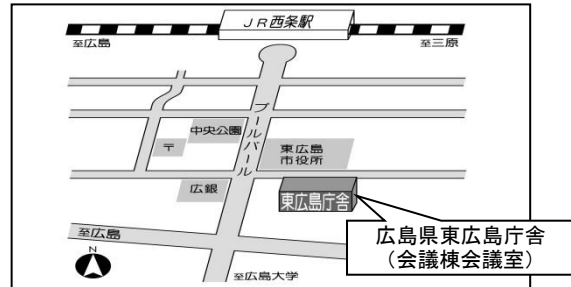 JR西条駅
至広島
至三原
中央公園
〒
ブールバール
東広島
市役所
広銀
東広島庁舎
至広島
N
至広島大学
広島県東広島庁舎
(会議棟会議室)